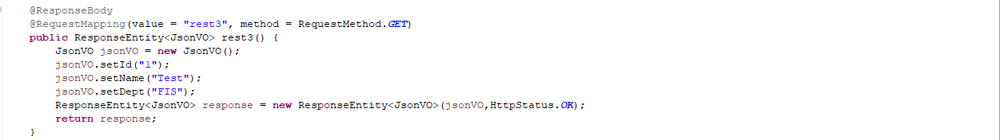 @ResponseBody
@RequestMapping(value = "rest3", method = RequestMethod.GET)
public ResponseEntity<JsonVO> rest3() {
JsonVO jsonVO = new JsonVO();
jsonVO.setId("1");
jsonVO.setName("Test");
jsonVO.setDept("FIS");
ResponseEntity<JsonVO> response = new ResponseEntity<JsonVO>(jsonVO,HttpStatus.OK);
return response;
}